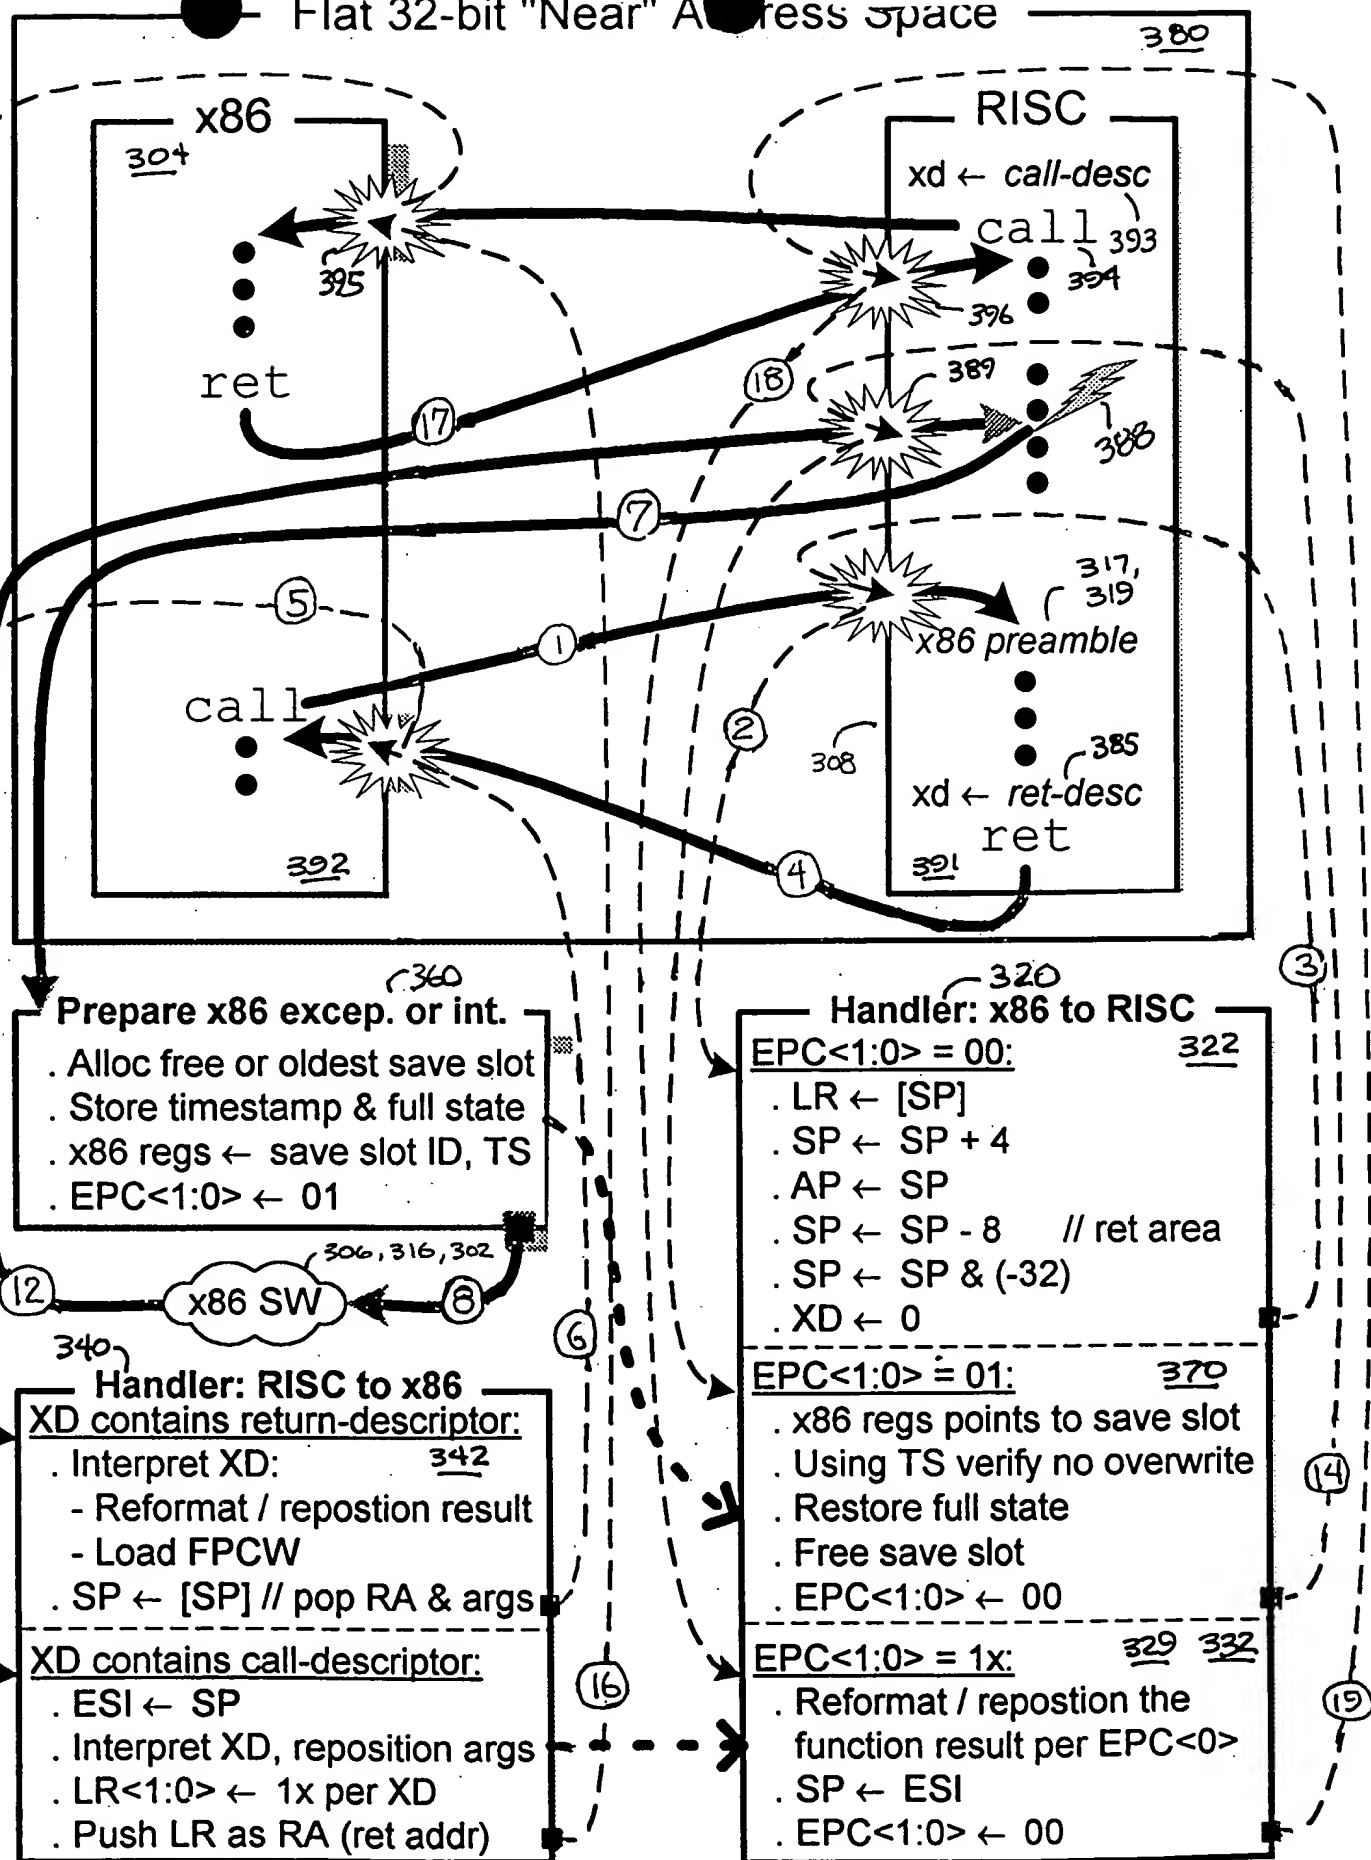 Flat 32-bit "Near" Address Space
380
x86
304
RISC
xd ← call-desc
call
393
394
395
396
ret
17
18
389
388
7
5
1
317,
319
x86 preamble
call
2
308
385
xd ← ret-desc
ret
392
4
391
3
360
Prepare x86 excep. or int.
. Alloc free or oldest save slot
. Store timestamp & full state
. x86 regs ← save slot ID, TS
. EPC<1:0> ← 01
306, 316, 302
12
x86 SW
8
6
340
Handler: RISC to x86
XD contains return-descriptor:
. Interpret XD:
342
- Reformat / repostion result
- Load FPCW
. SP ← [SP] // pop RA & args
XD contains call-descriptor:
. ESI ← SP
. Interpret XD, reposition args
. LR<1:0> ← 1x per XD
. Push LR as RA (ret addr)
16
320
Handler: x86 to RISC
EPC<1:0> = 00:
322
. LR ← [SP]
. SP ← SP + 4
. AP ← SP
. SP ← SP - 8 // ret area
. SP ← SP & (-32)
. XD ← 0
EPC<1:0> = 01:
370
. x86 regs points to save slot
. Using TS verify no overwrite
. Restore full state
. Free save slot
. EPC<1:0> ← 00
14
EPC<1:0> = 1x:
329 332
. Reformat / repostion the
function result per EPC<0>
. SP ← ESI
. EPC<1:0> ← 00